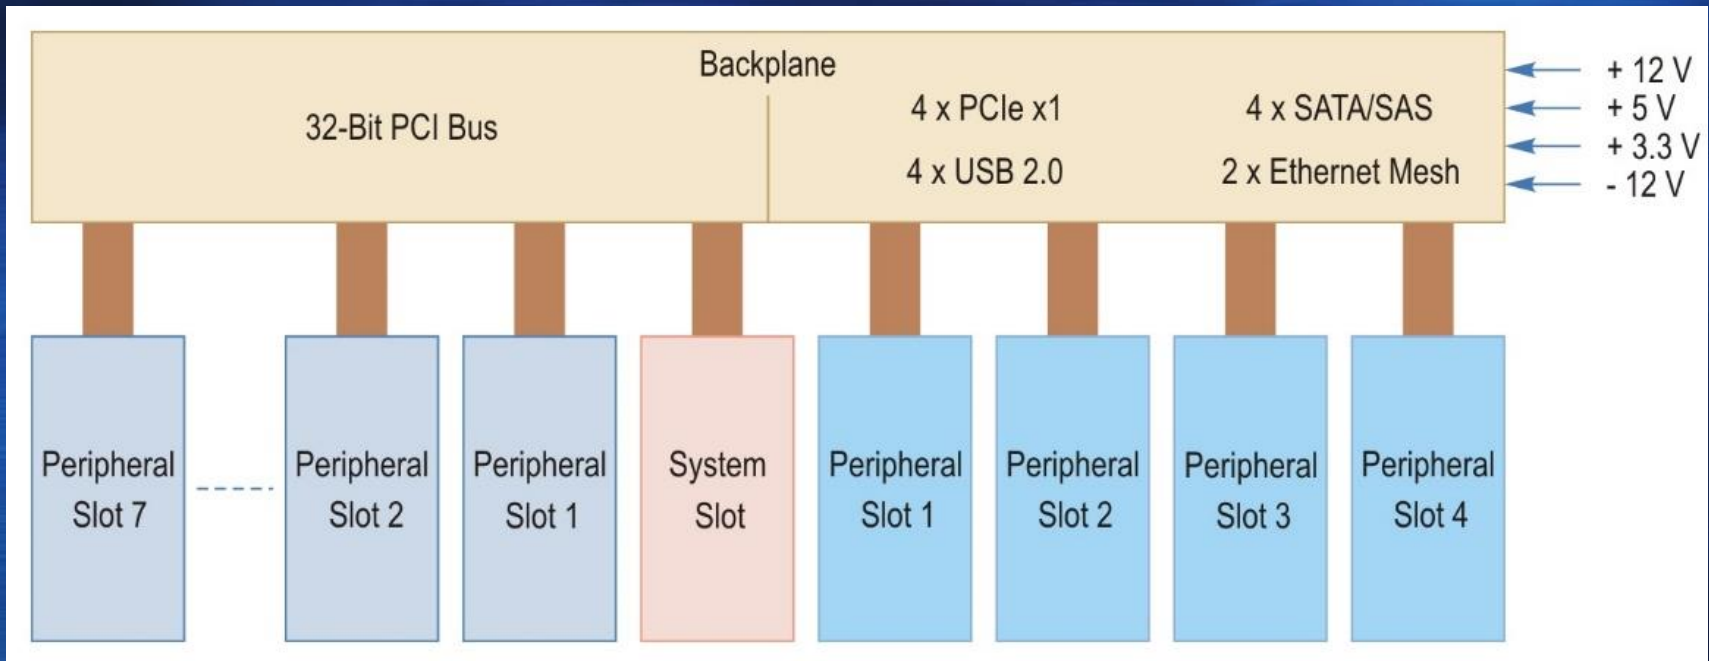 Backplane
32-Bit PCI Bus
4 x PCIe x1
4 x SATA/SAS
4 x USB 2.0
2 x Ethernet Mesh
+ 12 V
+ 5 V
+ 3.3 V
- 12 V
Peripheral
Slot 7
Peripheral
Slot 2
Peripheral
Slot 1
System
Slot
Peripheral
Slot 1
Peripheral
Slot 2
Peripheral
Slot 3
Peripheral
Slot 4